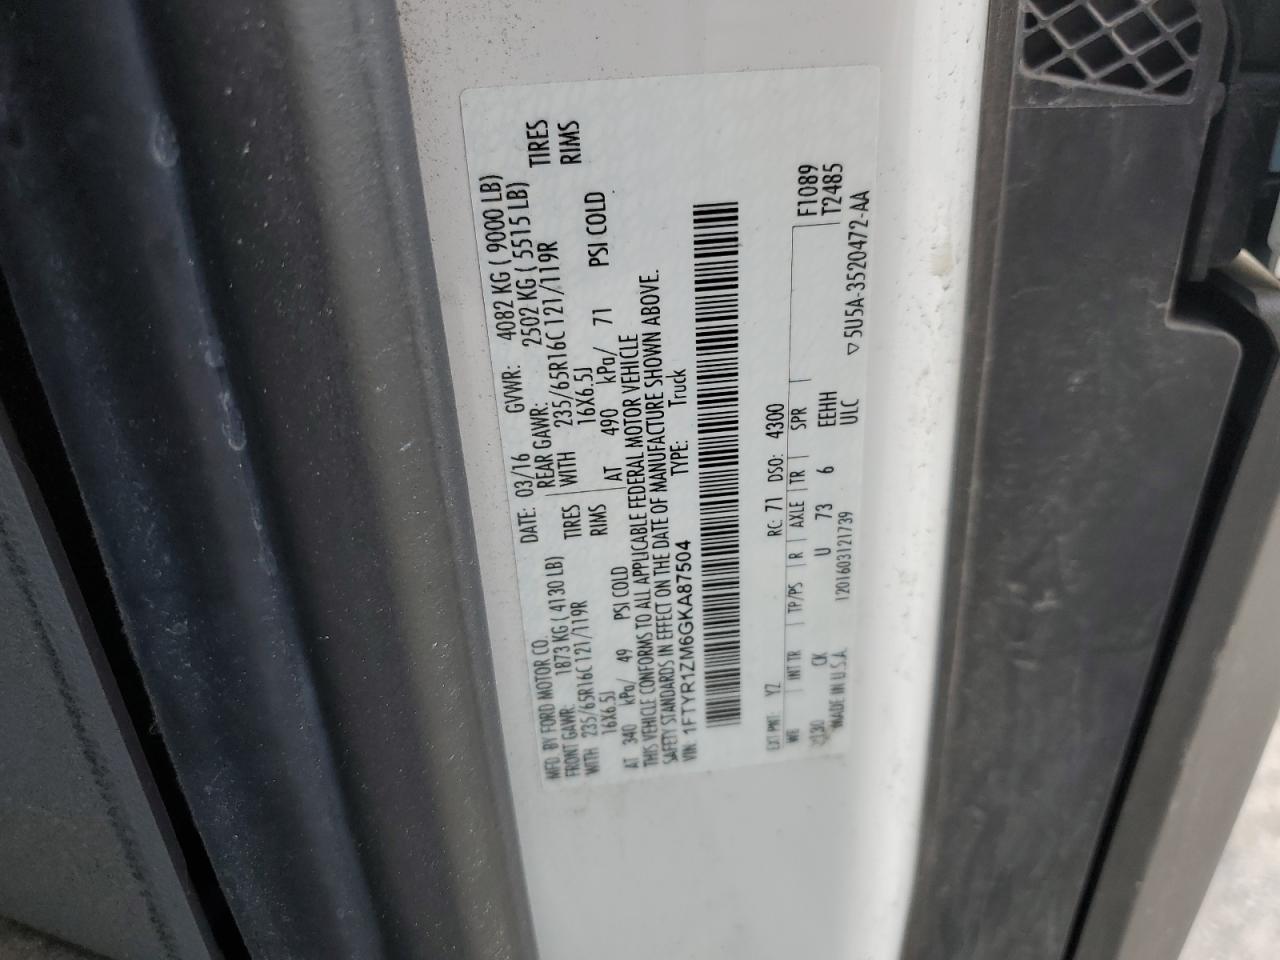 MFD. BY FORD MOTOR CO. DATE: 03/16 GVWR: 4082 KG ( 9000 LB)
FRONT GAWR: 1873 KG ( 4130 LB) REAR GAWR: 2502 KG ( 5515 LB)
WITH 235/65R16C 121/119R TIRES WITH 235/65R16C 121/119R TIRES
16X6.5J RIMS 16X6.5J RIMS
AT 340 kPa/ 49 PSI COLD AT 490 kPa/ 71 PSI COLD
THIS VEHICLE CONFORMS TO ALL APPLICABLE FEDERAL MOTOR VEHICLE
SAFETY STANDARDS IN EFFECT ON THE DATE OF MANUFACTURE SHOWN ABOVE.
VIN: 1FTYR1ZM6GKA87504 TYPE: Truck
EXT PNT: YZ RC: 71 DSO: 4300
WB INT TR TP/PS R AXLE TR SPR F1089
130 CK U 73 6 EEHH T2485
MADE IN U.S.A. 1201603121739 ULC ▽ 5U5A-3520472-AA